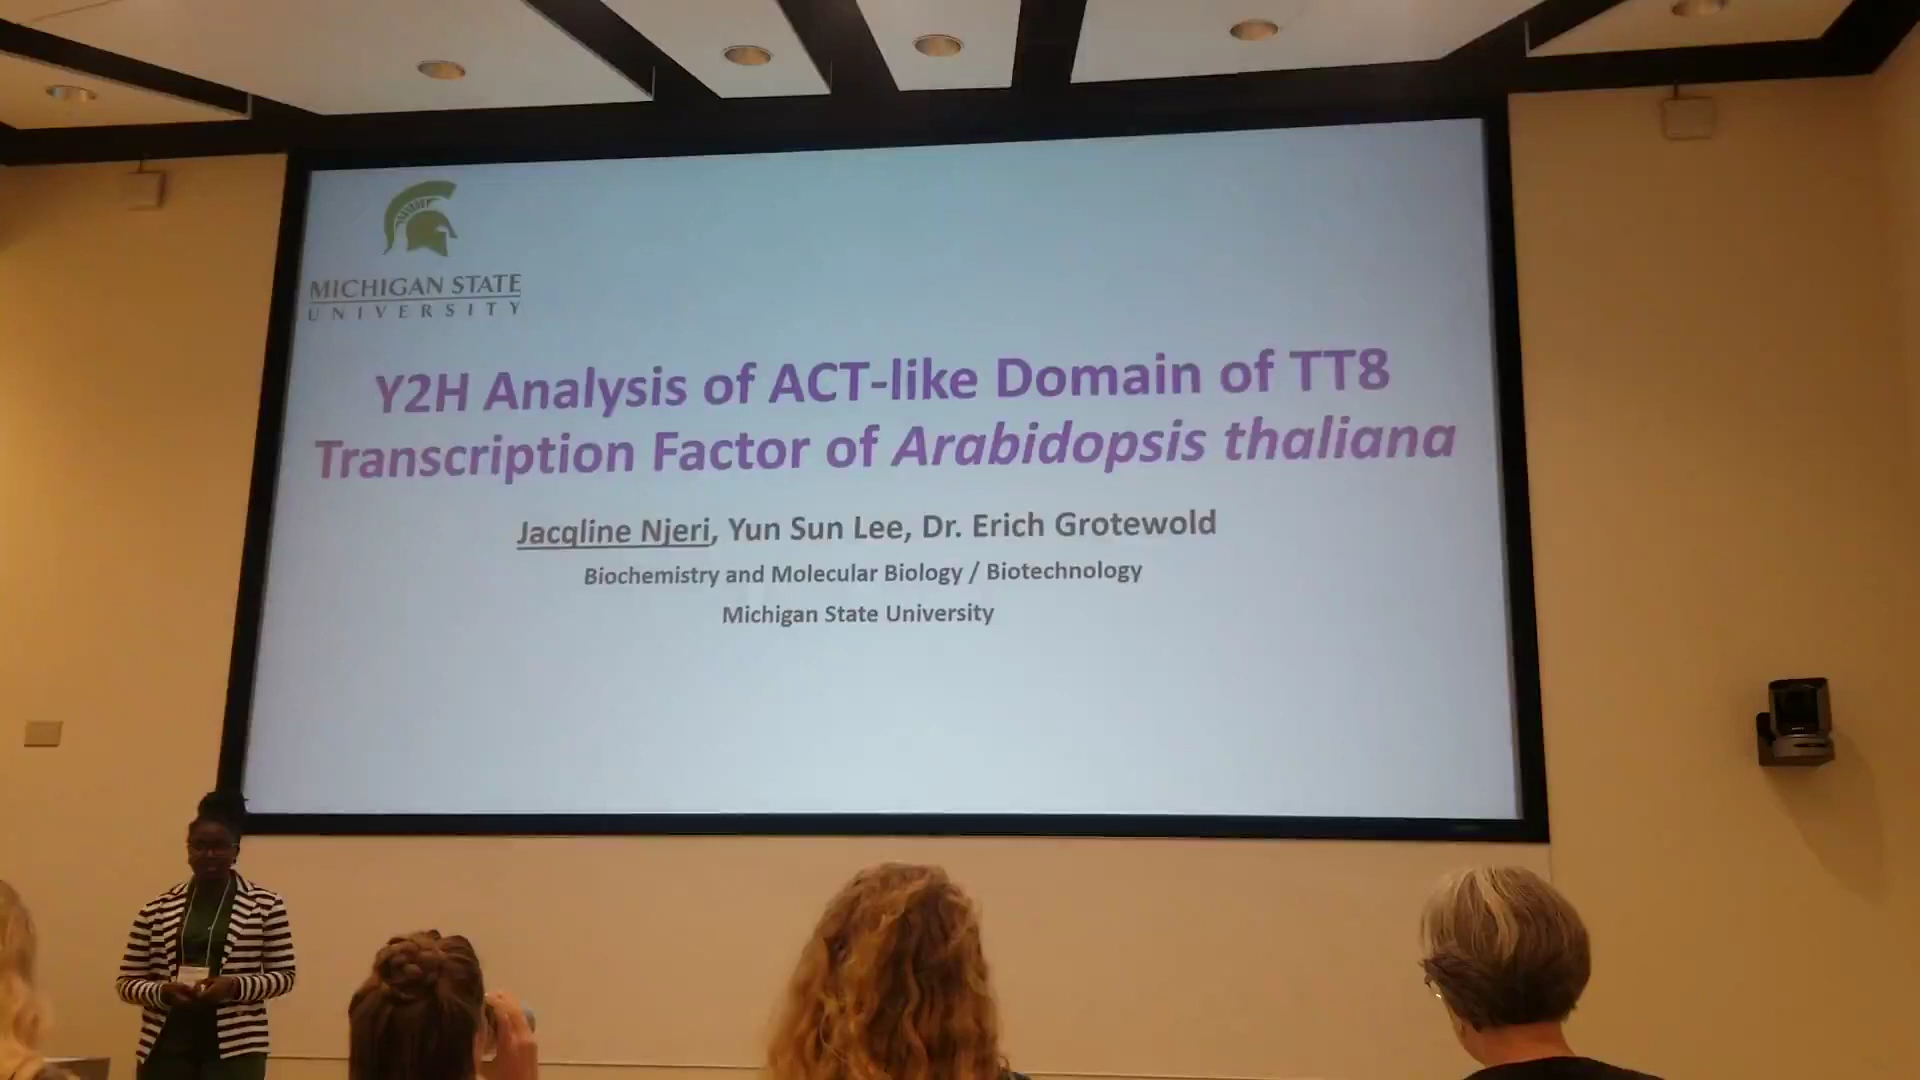 MICHIGAN STATE
UNIVERSITY
Y2H Analysis of ACT-like Domain of TT8
Transcription Factor of Arabidopsis thaliana
Jacqline Njeri, Yun Sun Lee, Dr. Erich Grotewold
Biochemistry and Molecular Biology / Biotechnology
Michigan State University